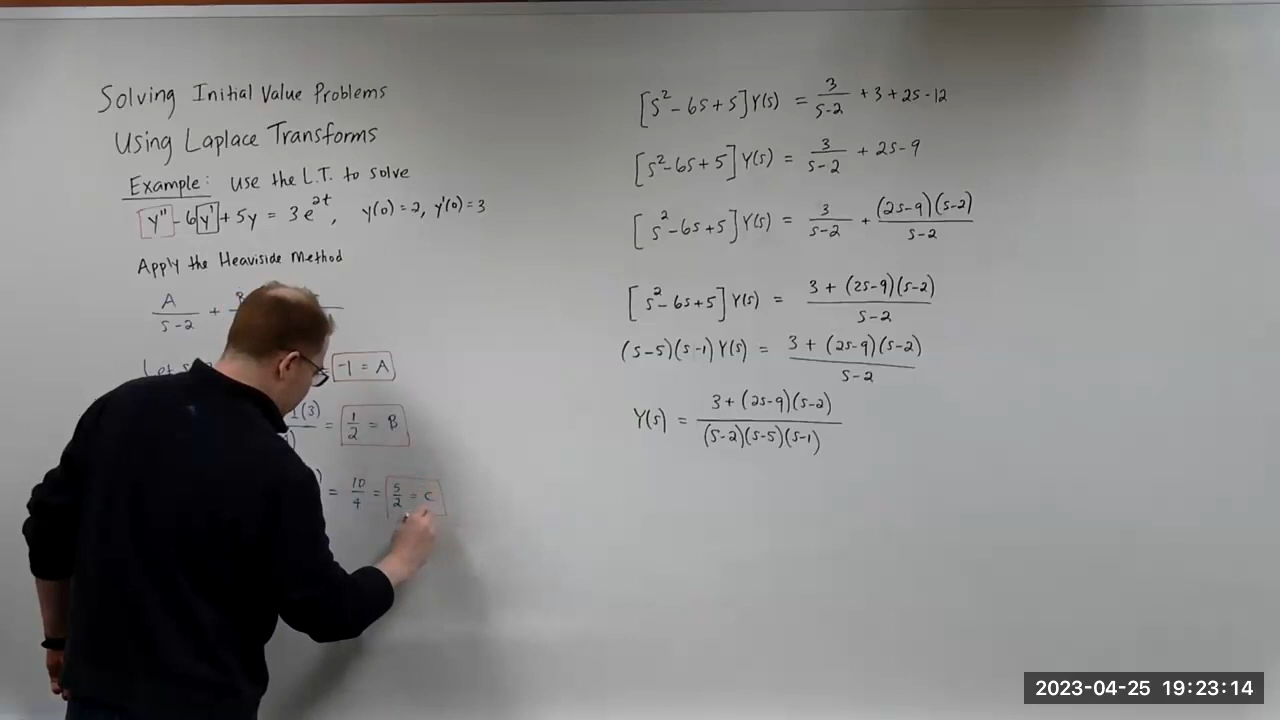 Solving Initial Value Problems
Using Laplace Transforms
Example: Use the L.T. to solve
y'' - 6y' + 5y = 3e^{2t}, y(0) = 2, y'(0) = 3
Apply the Heaviside Method
A/(s-2) +
Let
-1 = A
= 1/2 = B
= 10/4 = 5/2 = C
[s^2 - 6s + 5]Y(s) = 3/(s-2) + 3 + 2s - 12
[s^2 - 6s + 5]Y(s) = 3/(s-2) + 2s - 9
[s^2 - 6s + 5]Y(s) = 3/(s-2) + (2s-9)(s-2)/(s-2)
[s^2 - 6s + 5]Y(s) = (3 + (2s-9)(s-2))/(s-2)
(s-5)(s-1)Y(s) = (3 + (2s-9)(s-2))/(s-2)
Y(s) = (3 + (2s-9)(s-2))/((s-2)(s-5)(s-1))
2023-04-25 19:23:14